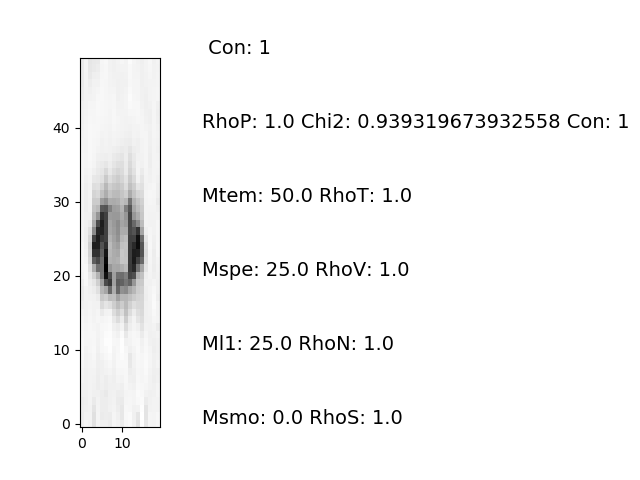 Con: 1
RhoP: 1.0 Chi2: 0.939319673932558 Con: 1
Mtem: 50.0 RhoT: 1.0
Mspe: 25.0 RhoV: 1.0
Ml1: 25.0 RhoN: 1.0
Msmo: 0.0 RhoS: 1.0
40
30
20
10
0
0 10